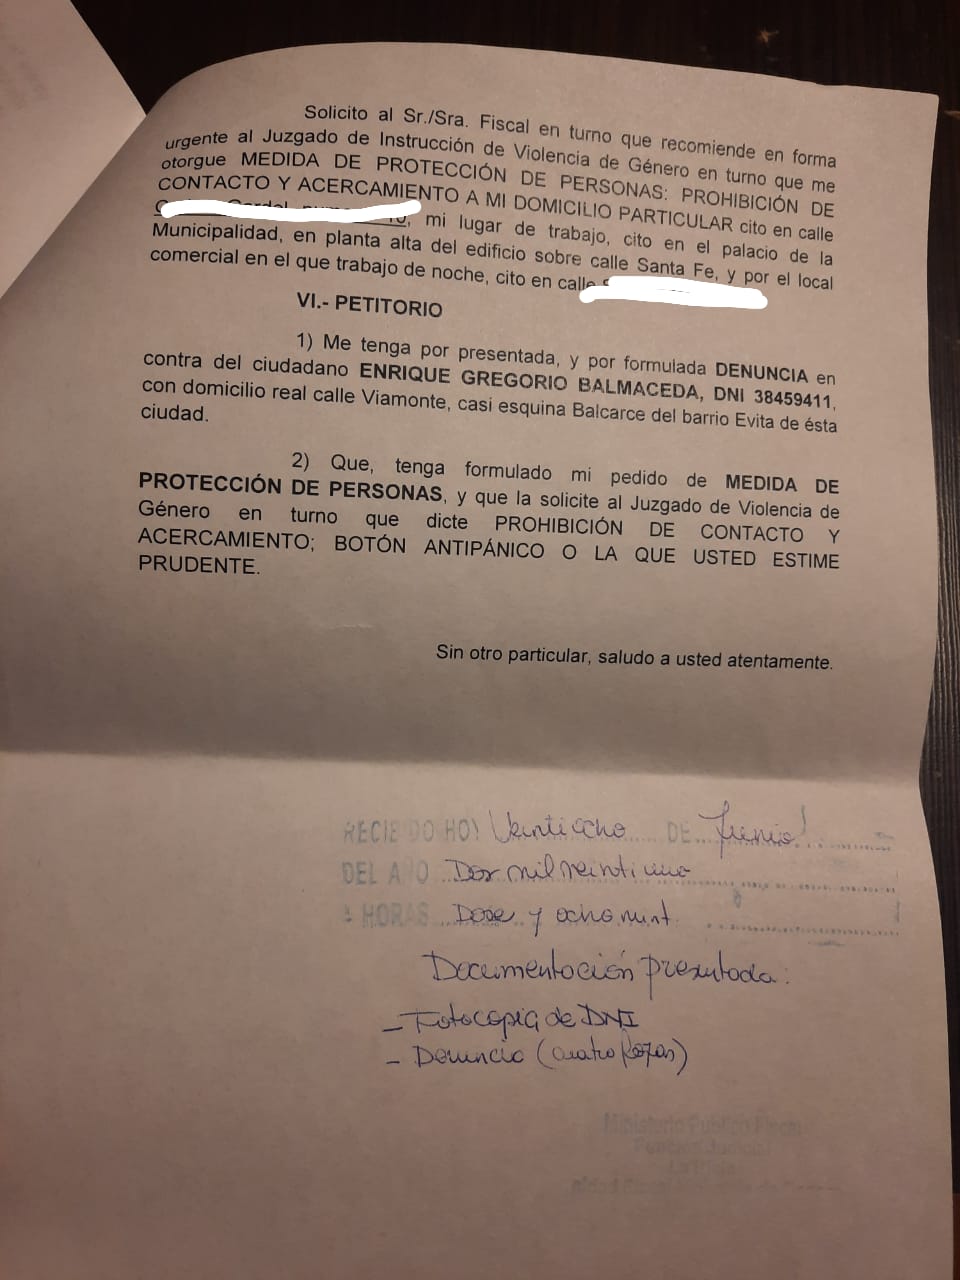 Solicito al Sr./Sra. Fiscal en turno que recomiende en forma
urgente al Juzgado de Instrucción de Violencia de Género en turno que me
otorgue MEDIDA DE PROTECCIÓN DE PERSONAS: PROHIBICIÓN DE
CONTACTO Y ACERCAMIENTO A MI DOMICILIO PARTICULAR cito en calle
, mi lugar de trabajo, cito en el palacio de la
Municipalidad, en planta alta del edificio sobre calle Santa Fe, y por el local
comercial en el que trabajo de noche, cito en calle
VI.- PETITORIO
1) Me tenga por presentada, y por formulada DENUNCIA en
contra del ciudadano ENRIQUE GREGORIO BALMACEDA, DNI 38459411,
con domicilio real calle Viamonte, casi esquina Balcarce del barrio Evita de ésta
ciudad.
2) Que, tenga formulado mi pedido de MEDIDA DE
PROTECCIÓN DE PERSONAS, y que la solicite al Juzgado de Violencia de
Género en turno que dicte PROHIBICIÓN DE CONTACTO Y
ACERCAMIENTO; BOTÓN ANTIPÁNICO O LA QUE USTED ESTIME
PRUDENTE.
Sin otro particular, saludo a usted atentamente.
RECIBIDO HOY Veintiocho DE Junio
DEL AÑO Dos mil veintiuno
A HORAS Doce y ocho mint.
Documentación presentada:
- Fotocopia de DNI
- Denuncia (cuatro fojas)
Ministerio Público Fiscal
Función Judicial
La Rioja